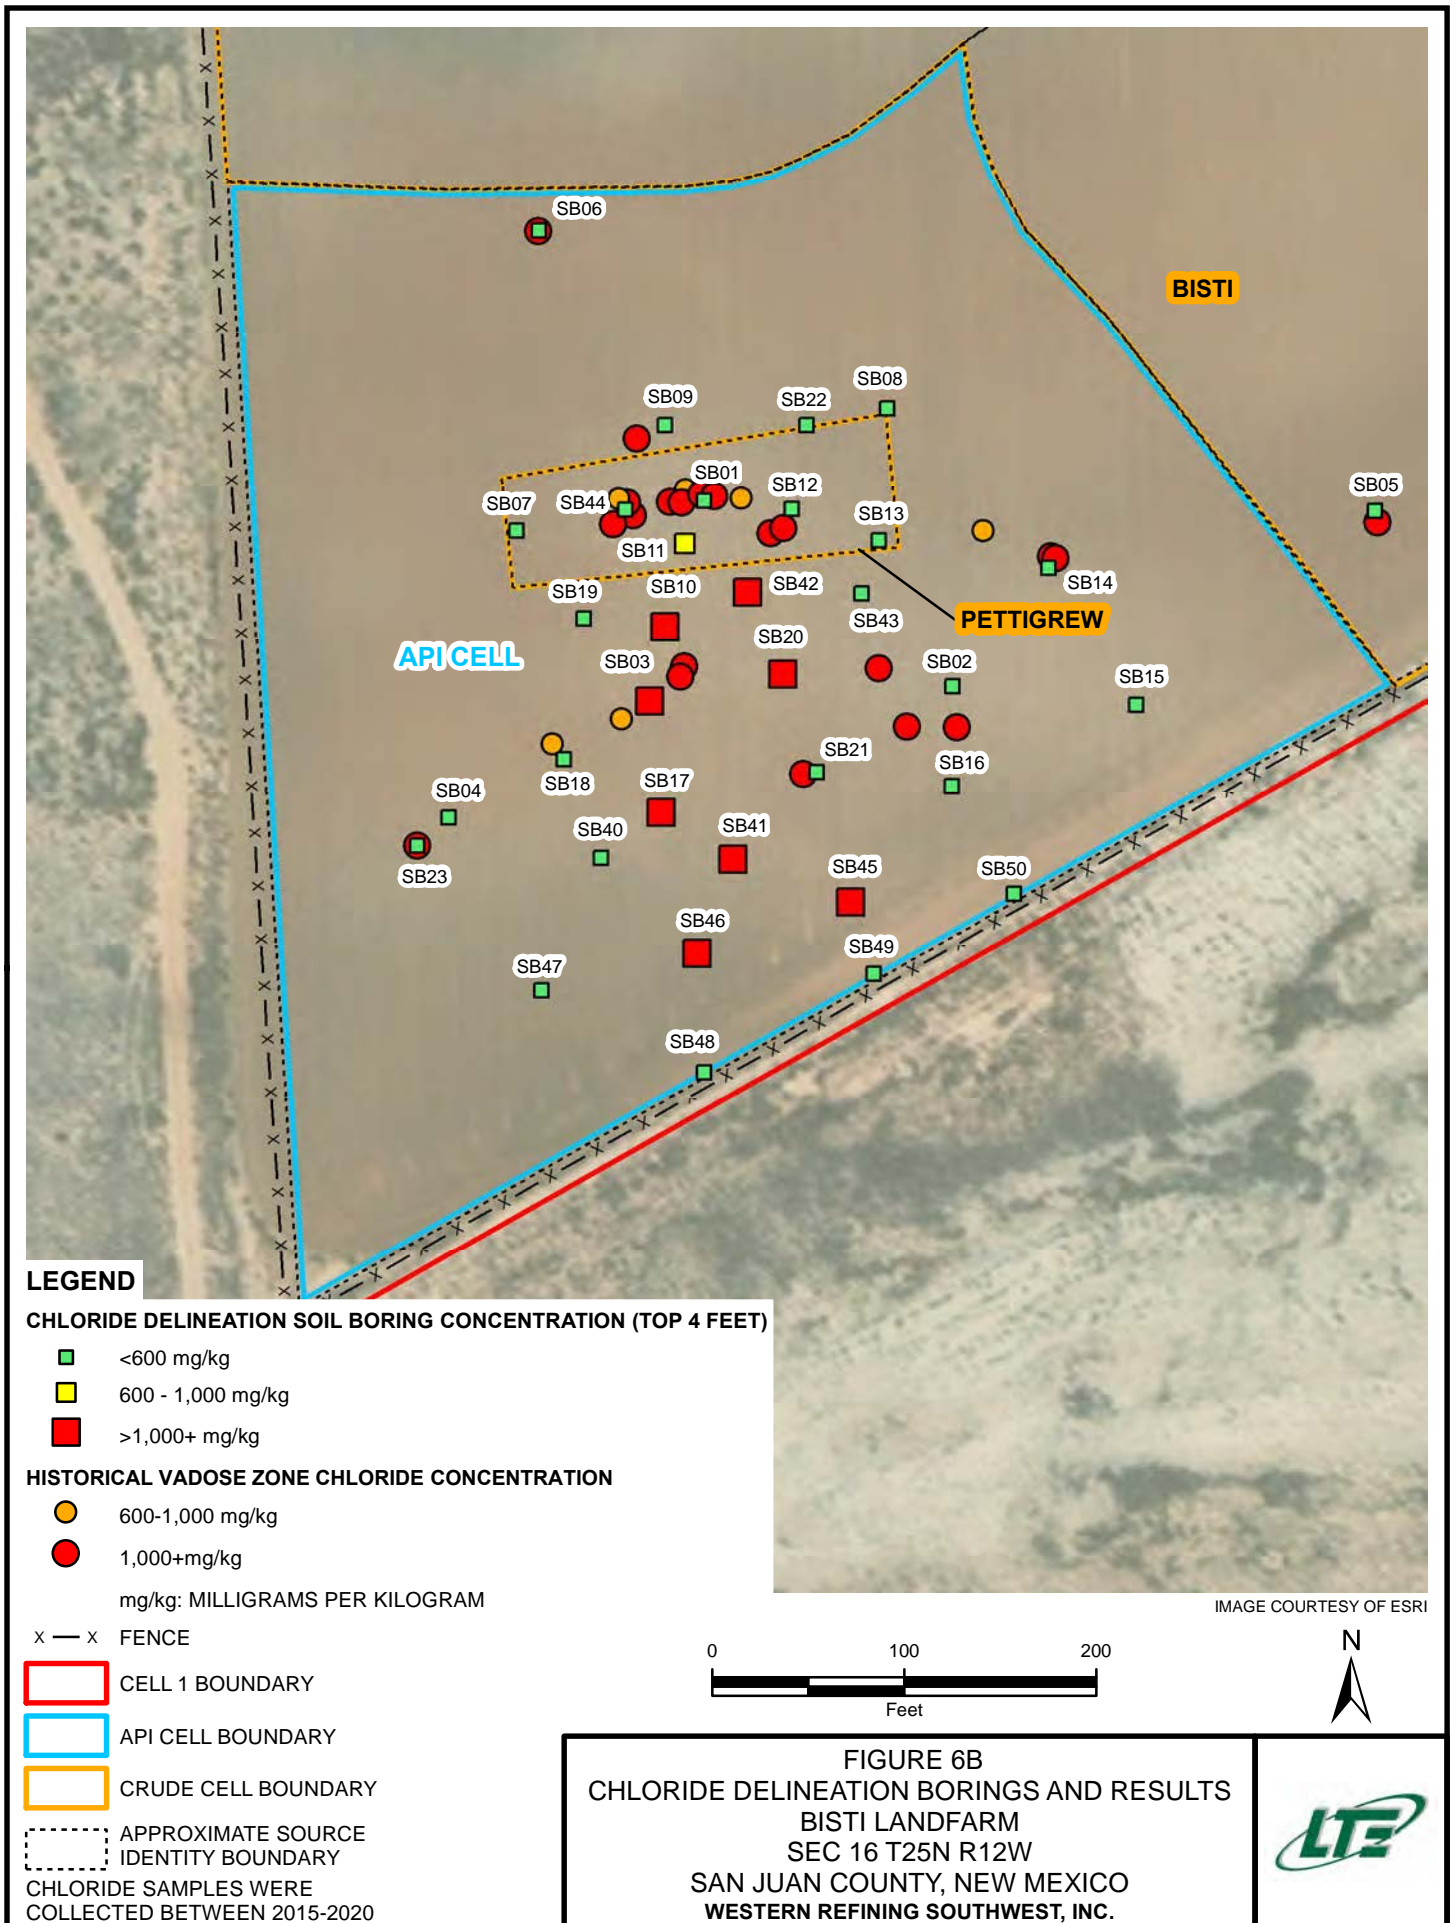 SB06
BISTI
SB08
SB09
SB22
SB01
SB12
SB05
SB07
SB44
SB13
SB11
SB14
SB10
SB42
SB19
SB43
PETTIGREW
API CELL
SB03
SB20
SB02
SB15
SB21
SB18
SB17
SB16
SB04
SB40
SB41
SB23
SB45
SB50
SB46
SB49
SB47
SB48
LEGEND
CHLORIDE DELINEATION SOIL BORING CONCENTRATION (TOP 4 FEET)
<600 mg/kg
600 - 1,000 mg/kg
>1,000+ mg/kg
HISTORICAL VADOSE ZONE CHLORIDE CONCENTRATION
600-1,000 mg/kg
1,000+mg/kg
mg/kg: MILLIGRAMS PER KILOGRAM
X — X FENCE
CELL 1 BOUNDARY
API CELL BOUNDARY
CRUDE CELL BOUNDARY
APPROXIMATE SOURCE
IDENTITY BOUNDARY
CHLORIDE SAMPLES WERE
COLLECTED BETWEEN 2015-2020
IMAGE COURTESY OF ESRI
0 100 200
Feet
N
FIGURE 6B
CHLORIDE DELINEATION BORINGS AND RESULTS
BISTI LANDFARM
SEC 16 T25N R12W
SAN JUAN COUNTY, NEW MEXICO
WESTERN REFINING SOUTHWEST, INC.
LTE